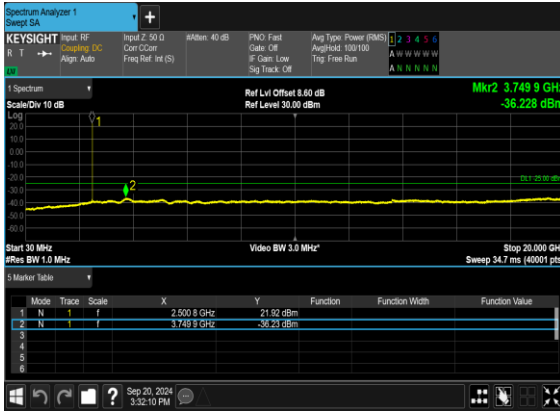 Spectrum Analyzer 1
Swept SA
+
KEYSIGHT Input: RF Input Z: 50 Ω #Atten: 40 dB PNO: Fast Avg Type: Power (RMS) 1 2 3 4 5 6
R T Coupling: DC Corr CCorr Gate: Off Avg|Hold: 100/100 A W W W W W
Align: Auto Freq Ref: Int (S) IF Gain: Low Trig: Free Run
Sig Track: Off A N N N N N
1 Spectrum Ref Lvl Offset 8.60 dB Mkr2 3.749 9 GHz
Scale/Div 10 dB Ref Level 30.00 dBm -36.228 dBm
Log
20.0
10.0
0.00
-10.0
-20.0
-30.0
-40.0
-50.0
-60.0
1
2
DL1 -25.00 dBm
Start 30 MHz Video BW 3.0 MHz* Stop 20.000 GHz
#Res BW 1.0 MHz Sweep 34.7 ms (40001 pts)
5 Marker Table
Mode Trace Scale X Y Function Function Width Function Value
1 N 1 f 2.500 8 GHz 21.92 dBm
2 N 1 f 3.749 9 GHz -36.23 dBm
3
4
5
6
? Sep 20, 2024
3:32:10 PM